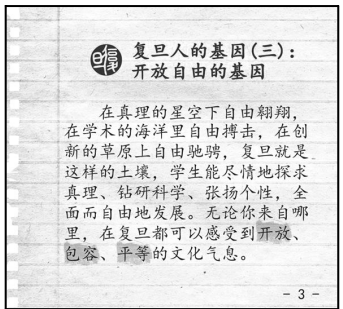 复旦
复旦人的基因(三):
开放自由的基因
在真理的星空下自由翱翔，
在学术的海洋里自由搏击，在创
新的草原上自由驰骋，复旦就是
这样的土壤，学生能尽情地探求
真理、钻研科学、张扬个性，全
面而自由地发展。无论你来自哪
里，在复旦都可以感受到开放、
包容、平等的文化气息。
- 3 -